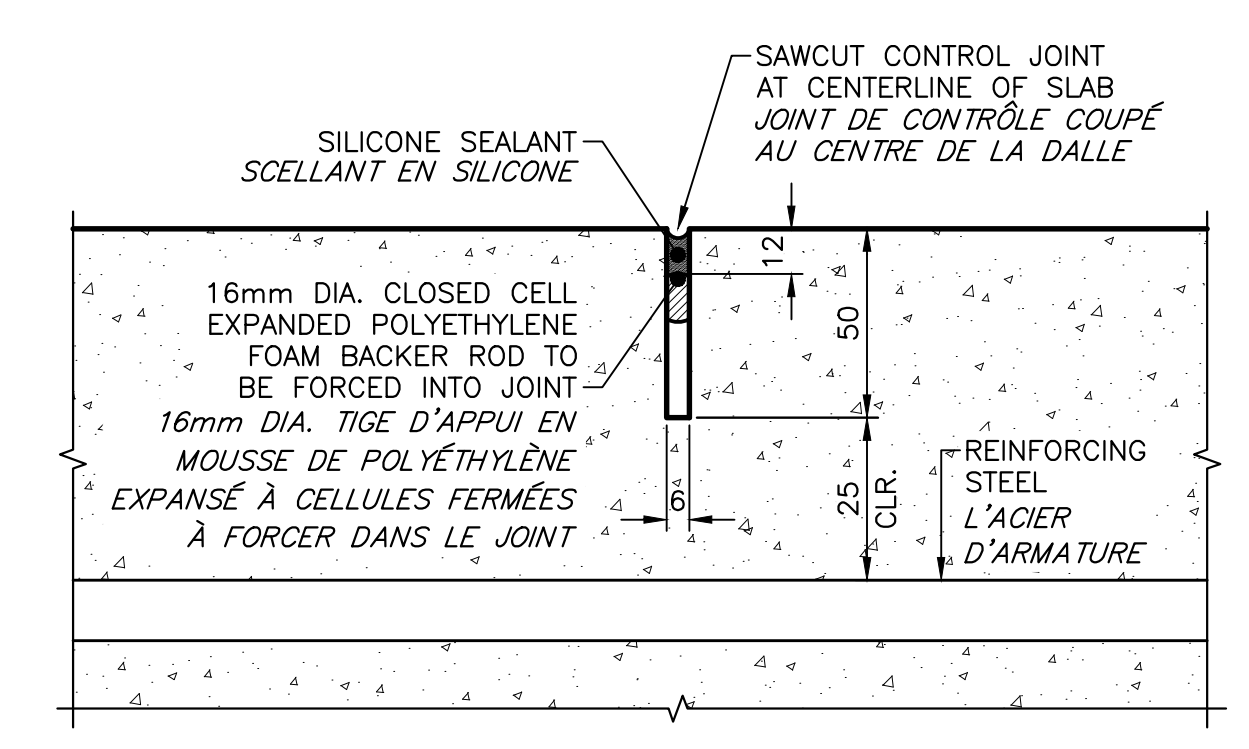 SAWCUT CONTROL JOINT
AT CENTERLINE OF SLAB
JOINT DE CONTRÔLE COUPÉ
AU CENTRE DE LA DALLE
SILICONE SEALANT
SCELLANT EN SILICONE
12
16mm DIA. CLOSED CELL
EXPANDED POLYETHYLENE
FOAM BACKER ROD TO
BE FORCED INTO JOINT
16mm DIA. TIGE D'APPUI EN
MOUSSE DE POLYÉTHYLÈNE
EXPANSÉ À CELLULES FERMÉES
À FORCER DANS LE JOINT
50
6
25
CLR.
REINFORCING
STEEL
L'ACIER
D'ARMATURE